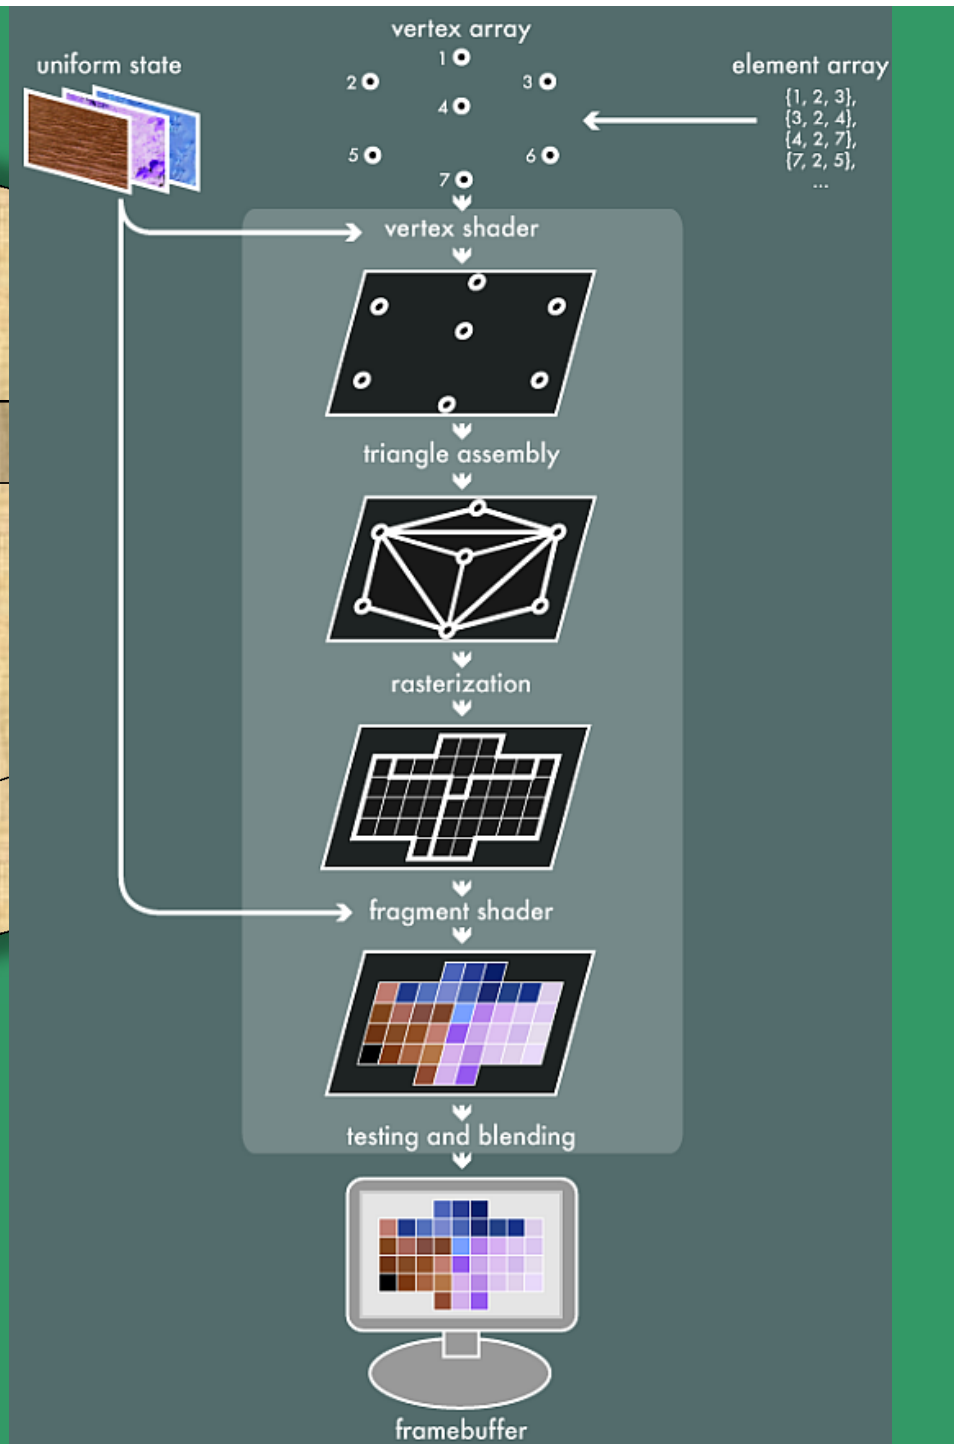 vertex array
uniform state
element array
1
2
3
4
5
6
7
{1, 2, 3},
{3, 2, 4},
{4, 2, 7},
{7, 2, 5},
...
vertex shader
triangle assembly
rasterization
fragment shader
testing and blending
framebuffer